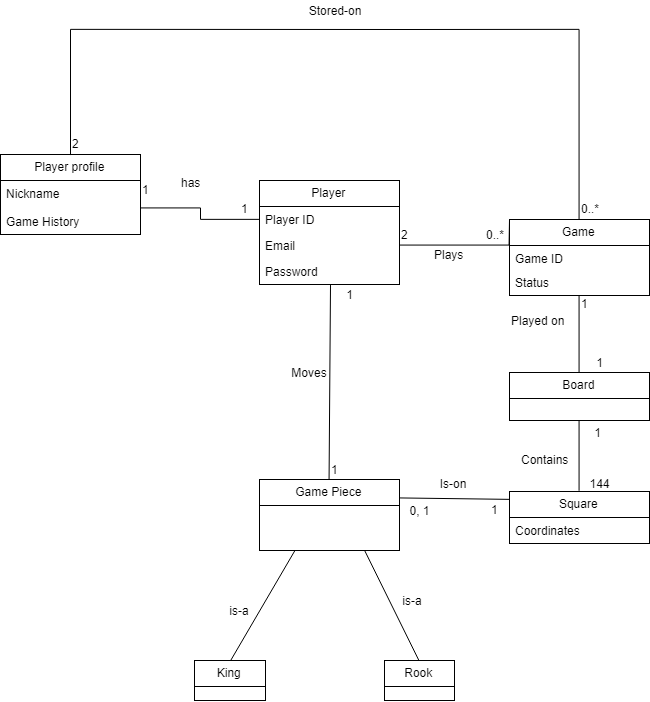 Stored-on
2
Player profile
Nickname
Game History
1
has
1
Player
Player ID
Email
Password
2
0..*
Plays
0..*
Game
Game ID
Status
1
Moves
1
1
Played on
1
Board
1
Contains
144
Game Piece
Is-on
0, 1
1
Square
Coordinates
is-a
is-a
King
Rook